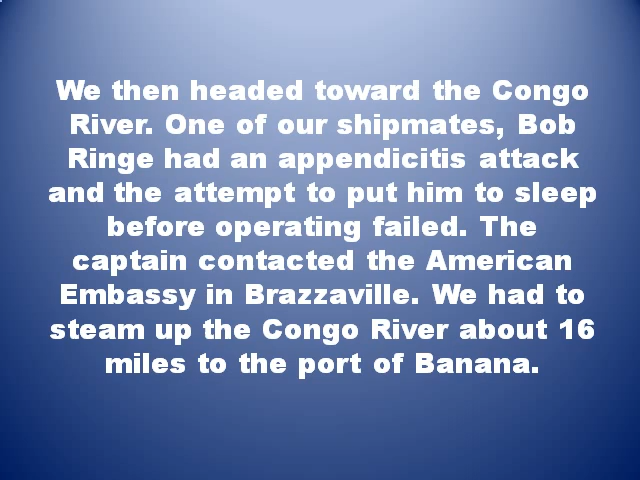 We then headed toward the Congo
River. One of our shipmates, Bob
Ringe had an appendicitis attack
and the attempt to put him to sleep
before operating failed. The
captain contacted the American
Embassy in Brazzaville. We had to
steam up the Congo River about 16
miles to the port of Banana.